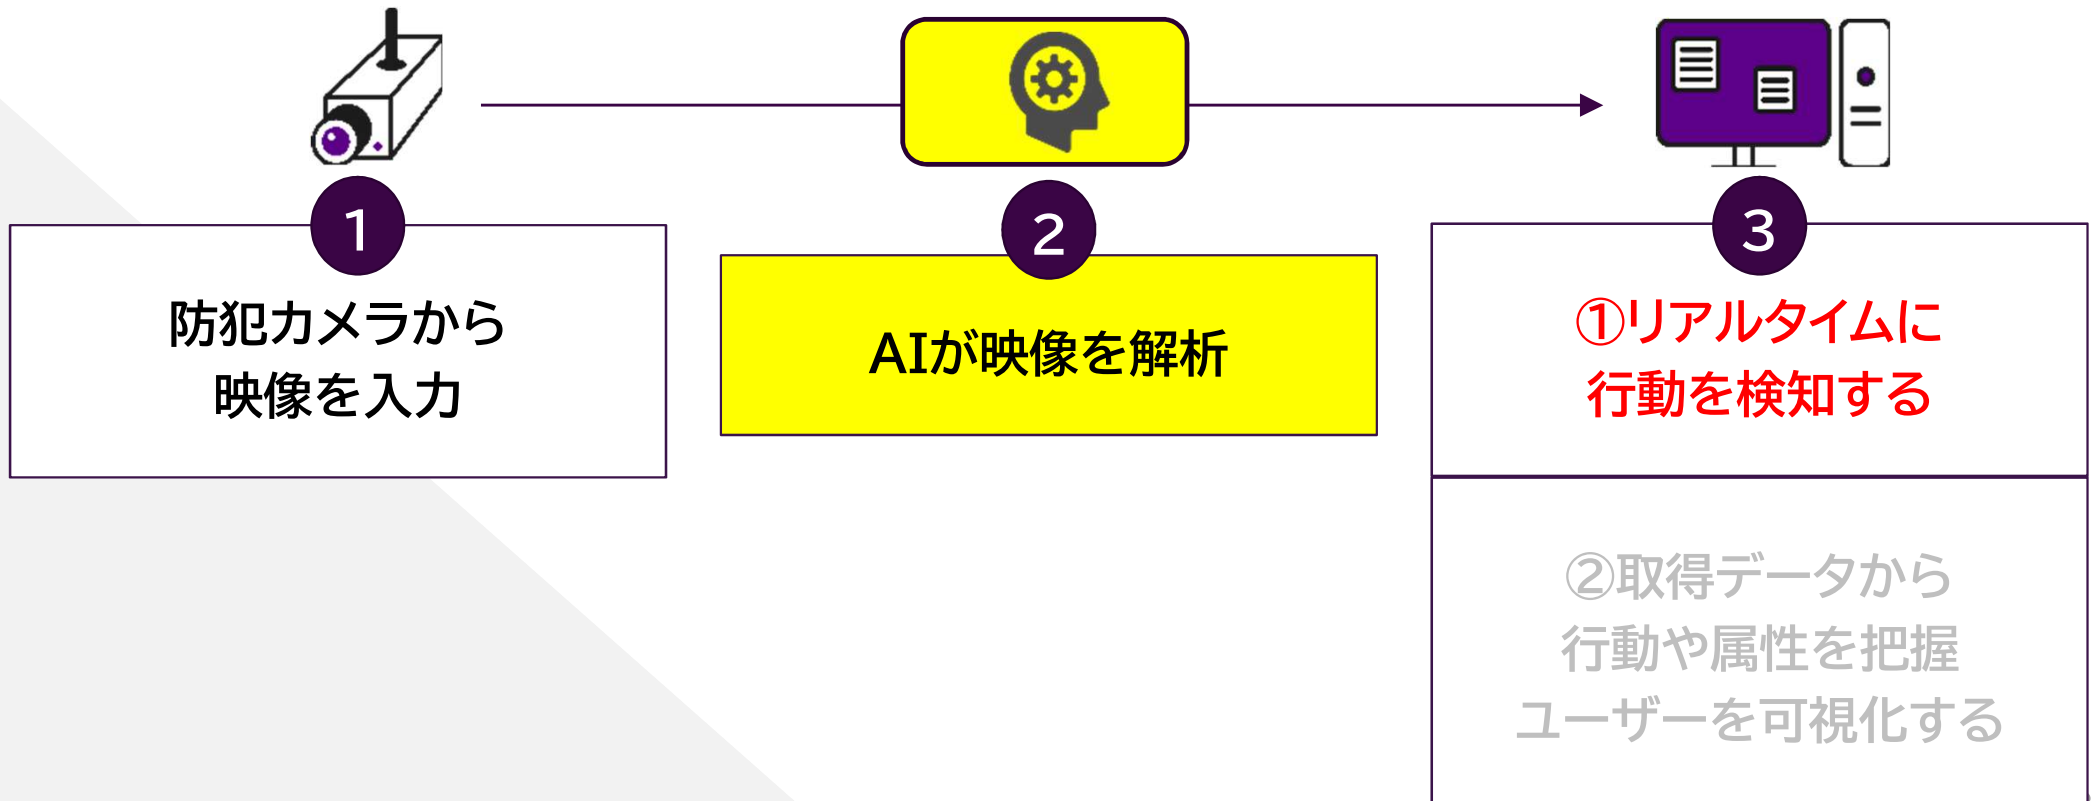 1
防犯カメラから
映像を入力
2
AIが映像を解析
3
①リアルタイムに
行動を検知する
②取得データから
行動や属性を把握
ユーザーを可視化する